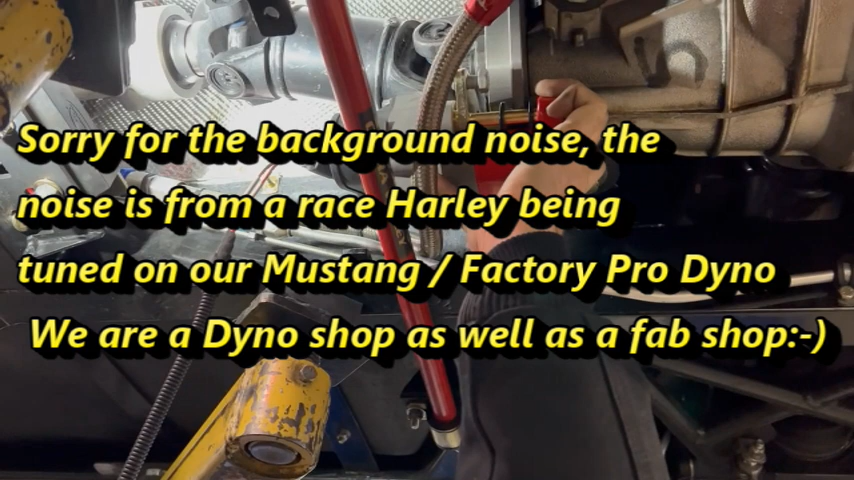 Sorry for the background noise, the
noise is from a race Harley being
tuned on our Mustang / Factory Pro Dyno
We are a Dyno shop as well as a fab shop:-)